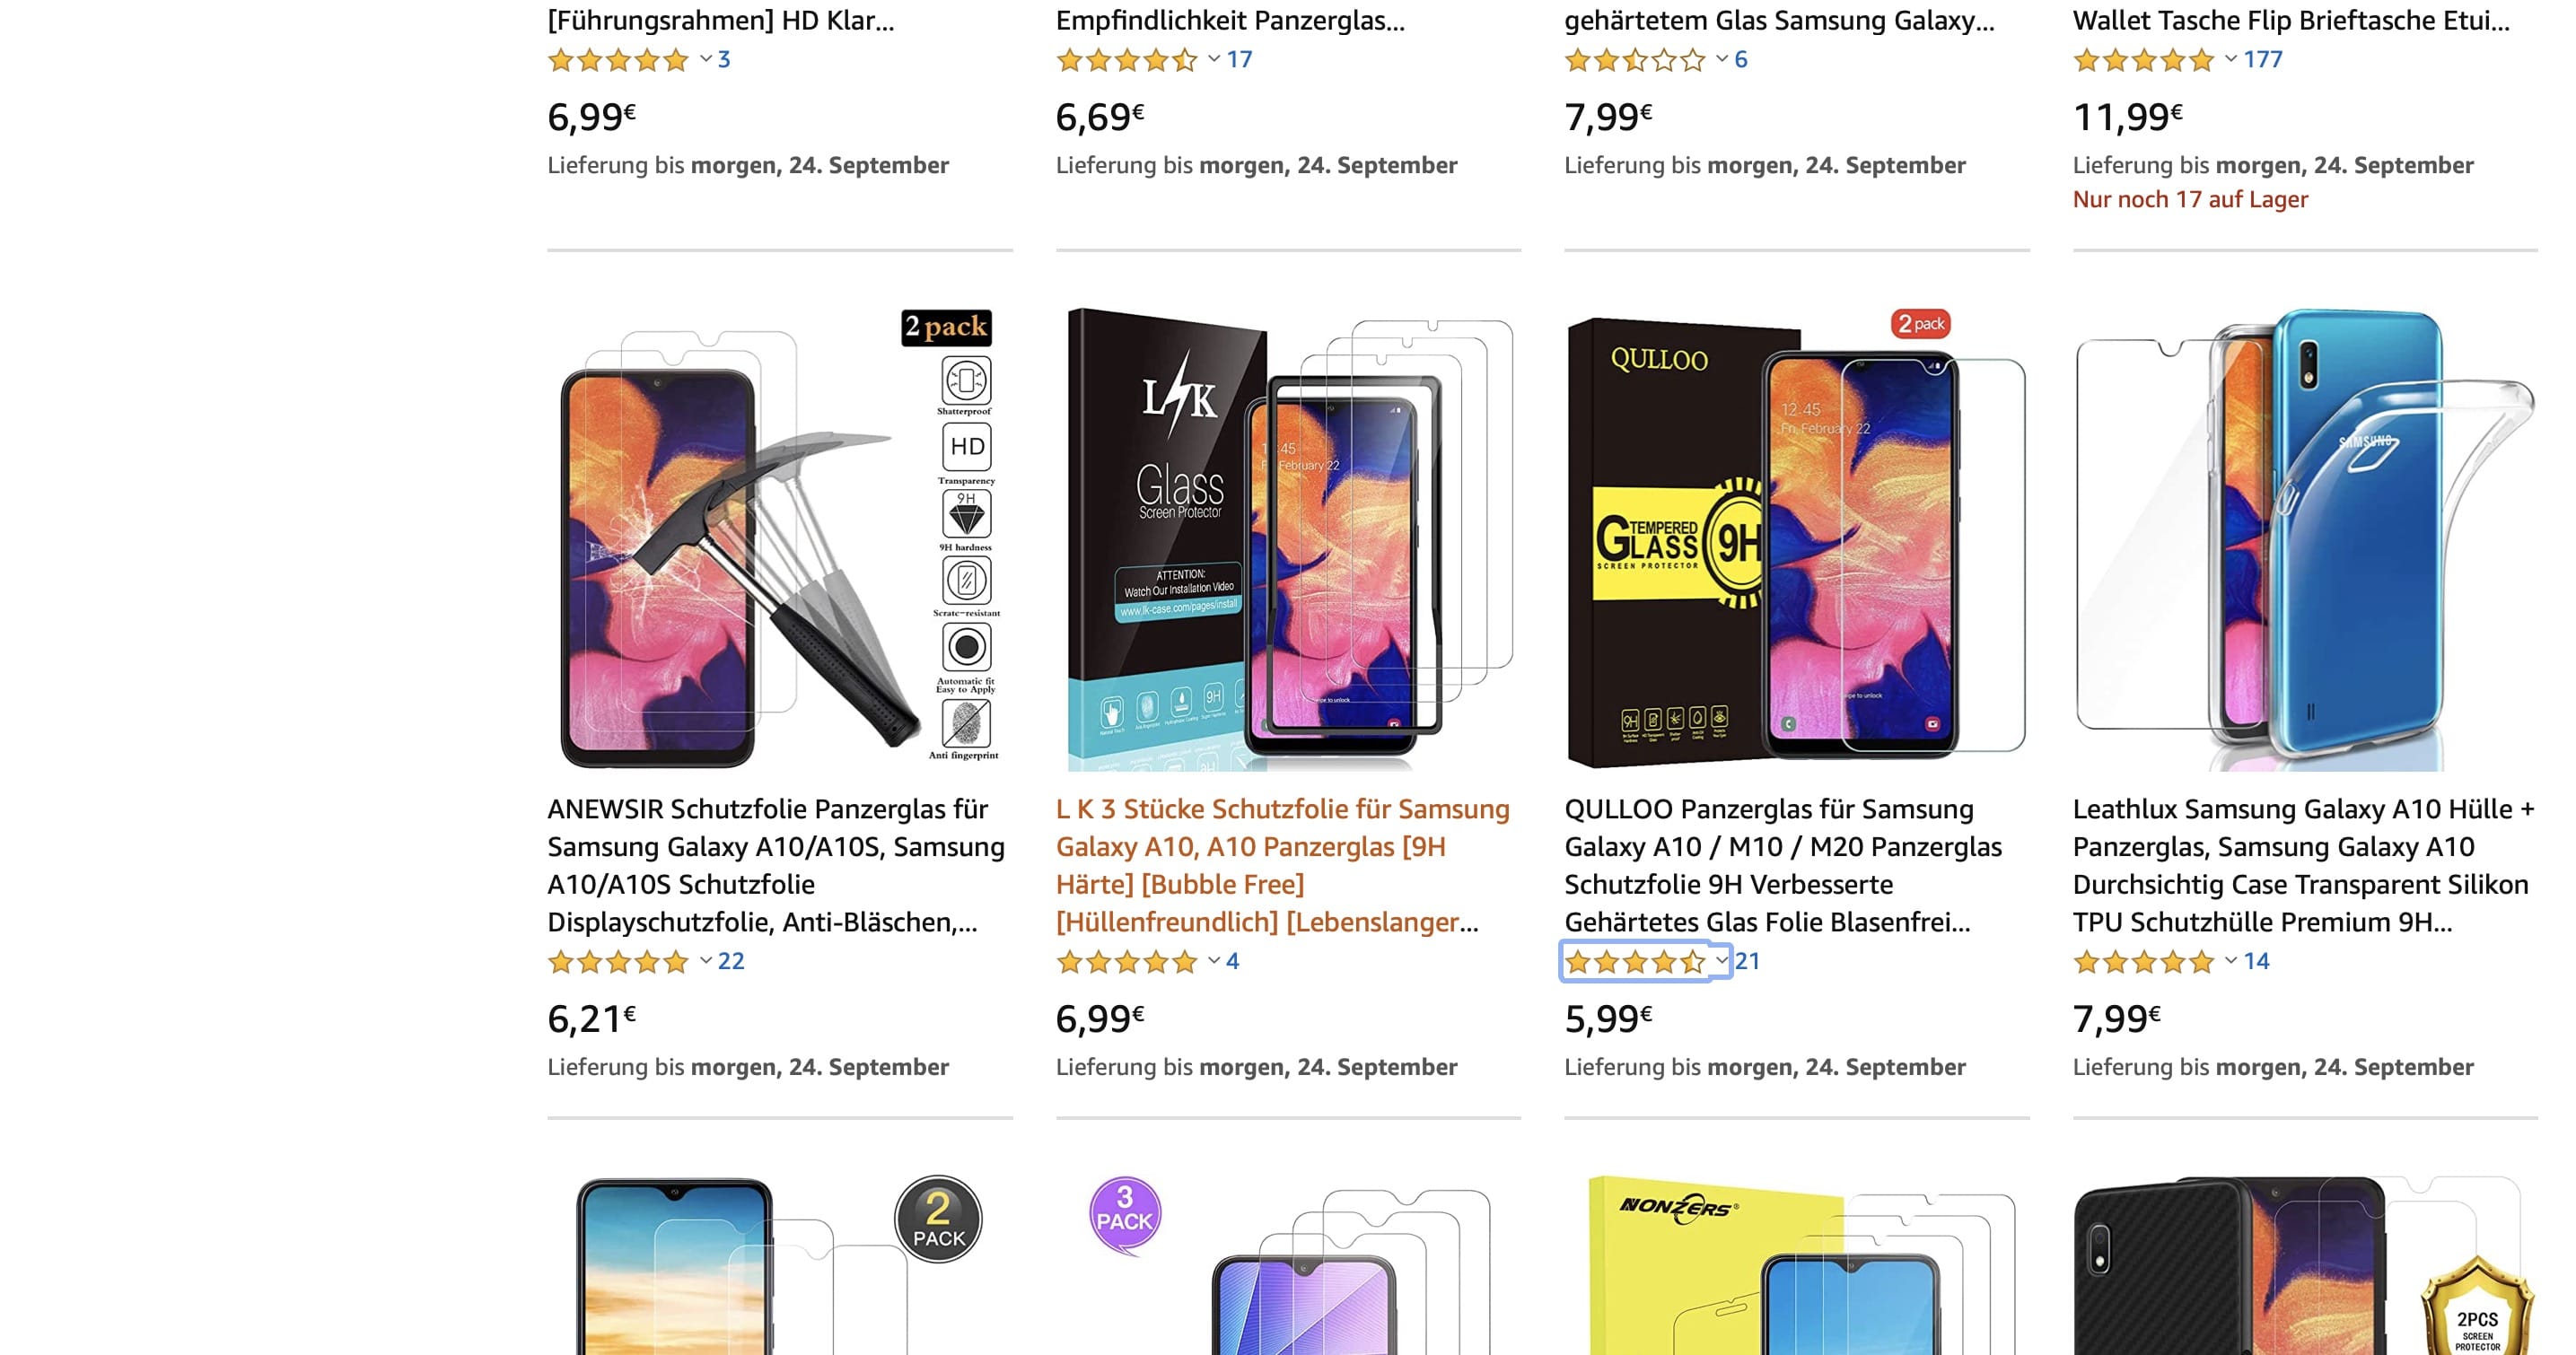 [Führungsrahmen] HD Klar...
3
6,99€
Lieferung bis morgen, 24. September
Empfindlichkeit Panzerglas...
17
6,69€
Lieferung bis morgen, 24. September
gehärtetem Glas Samsung Galaxy...
6
7,99€
Lieferung bis morgen, 24. September
Wallet Tasche Flip Brieftasche Etui...
177
11,99€
Lieferung bis morgen, 24. September
Nur noch 17 auf Lager
2 pack
Shatterproof
HD
Transparency
9H
9H hardness
Scratc-resistant
Automatic fit
Easy to Apply
Anti fingerprint
ANEWSIR Schutzfolie Panzerglas für
Samsung Galaxy A10/A10S, Samsung
A10/A10S Schutzfolie
Displayschutzfolie, Anti-Bläschen,...
22
6,21€
Lieferung bis morgen, 24. September
L K
Glass
Screen Protector
ATTENTION:
Watch Our Installation Video
www.lk-case.com/pages/install
9H
45
February 22
L K 3 Stücke Schutzfolie für Samsung
Galaxy A10, A10 Panzerglas [9H
Härte] [Bubble Free]
[Hüllenfreundlich] [Lebenslanger...
4
6,99€
Lieferung bis morgen, 24. September
2 pack
QULLOO
TEMPERED
GLASS
SCREEN PROTECTOR
9H
12 45
Fri, February 22
9H
QULLOO Panzerglas für Samsung
Galaxy A10 / M10 / M20 Panzerglas
Schutzfolie 9H Verbesserte
Gehärtetes Glas Folie Blasenfrei...
21
5,99€
Lieferung bis morgen, 24. September
SAMSUNG
Leathlux Samsung Galaxy A10 Hülle +
Panzerglas, Samsung Galaxy A10
Durchsichtig Case Transparent Silikon
TPU Schutzhülle Premium 9H...
14
7,99€
Lieferung bis morgen, 24. September
2
PACK
3
PACK
NONZERS®
2PCS
SCREEN
PROTECTOR